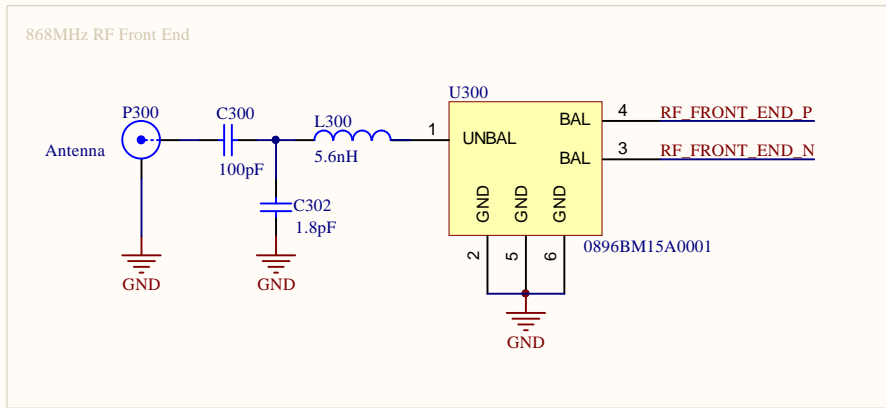 868MHz RF Front End
P300
Antenna
GND
C300
100pF
C302
1.8pF
GND
L300
5.6nH
U300
1
UNBAL
BAL
4
RF_FRONT_END_P
BAL
3
RF_FRONT_END_N
GND
GND
GND
2
5
6
0896BM15A0001
GND